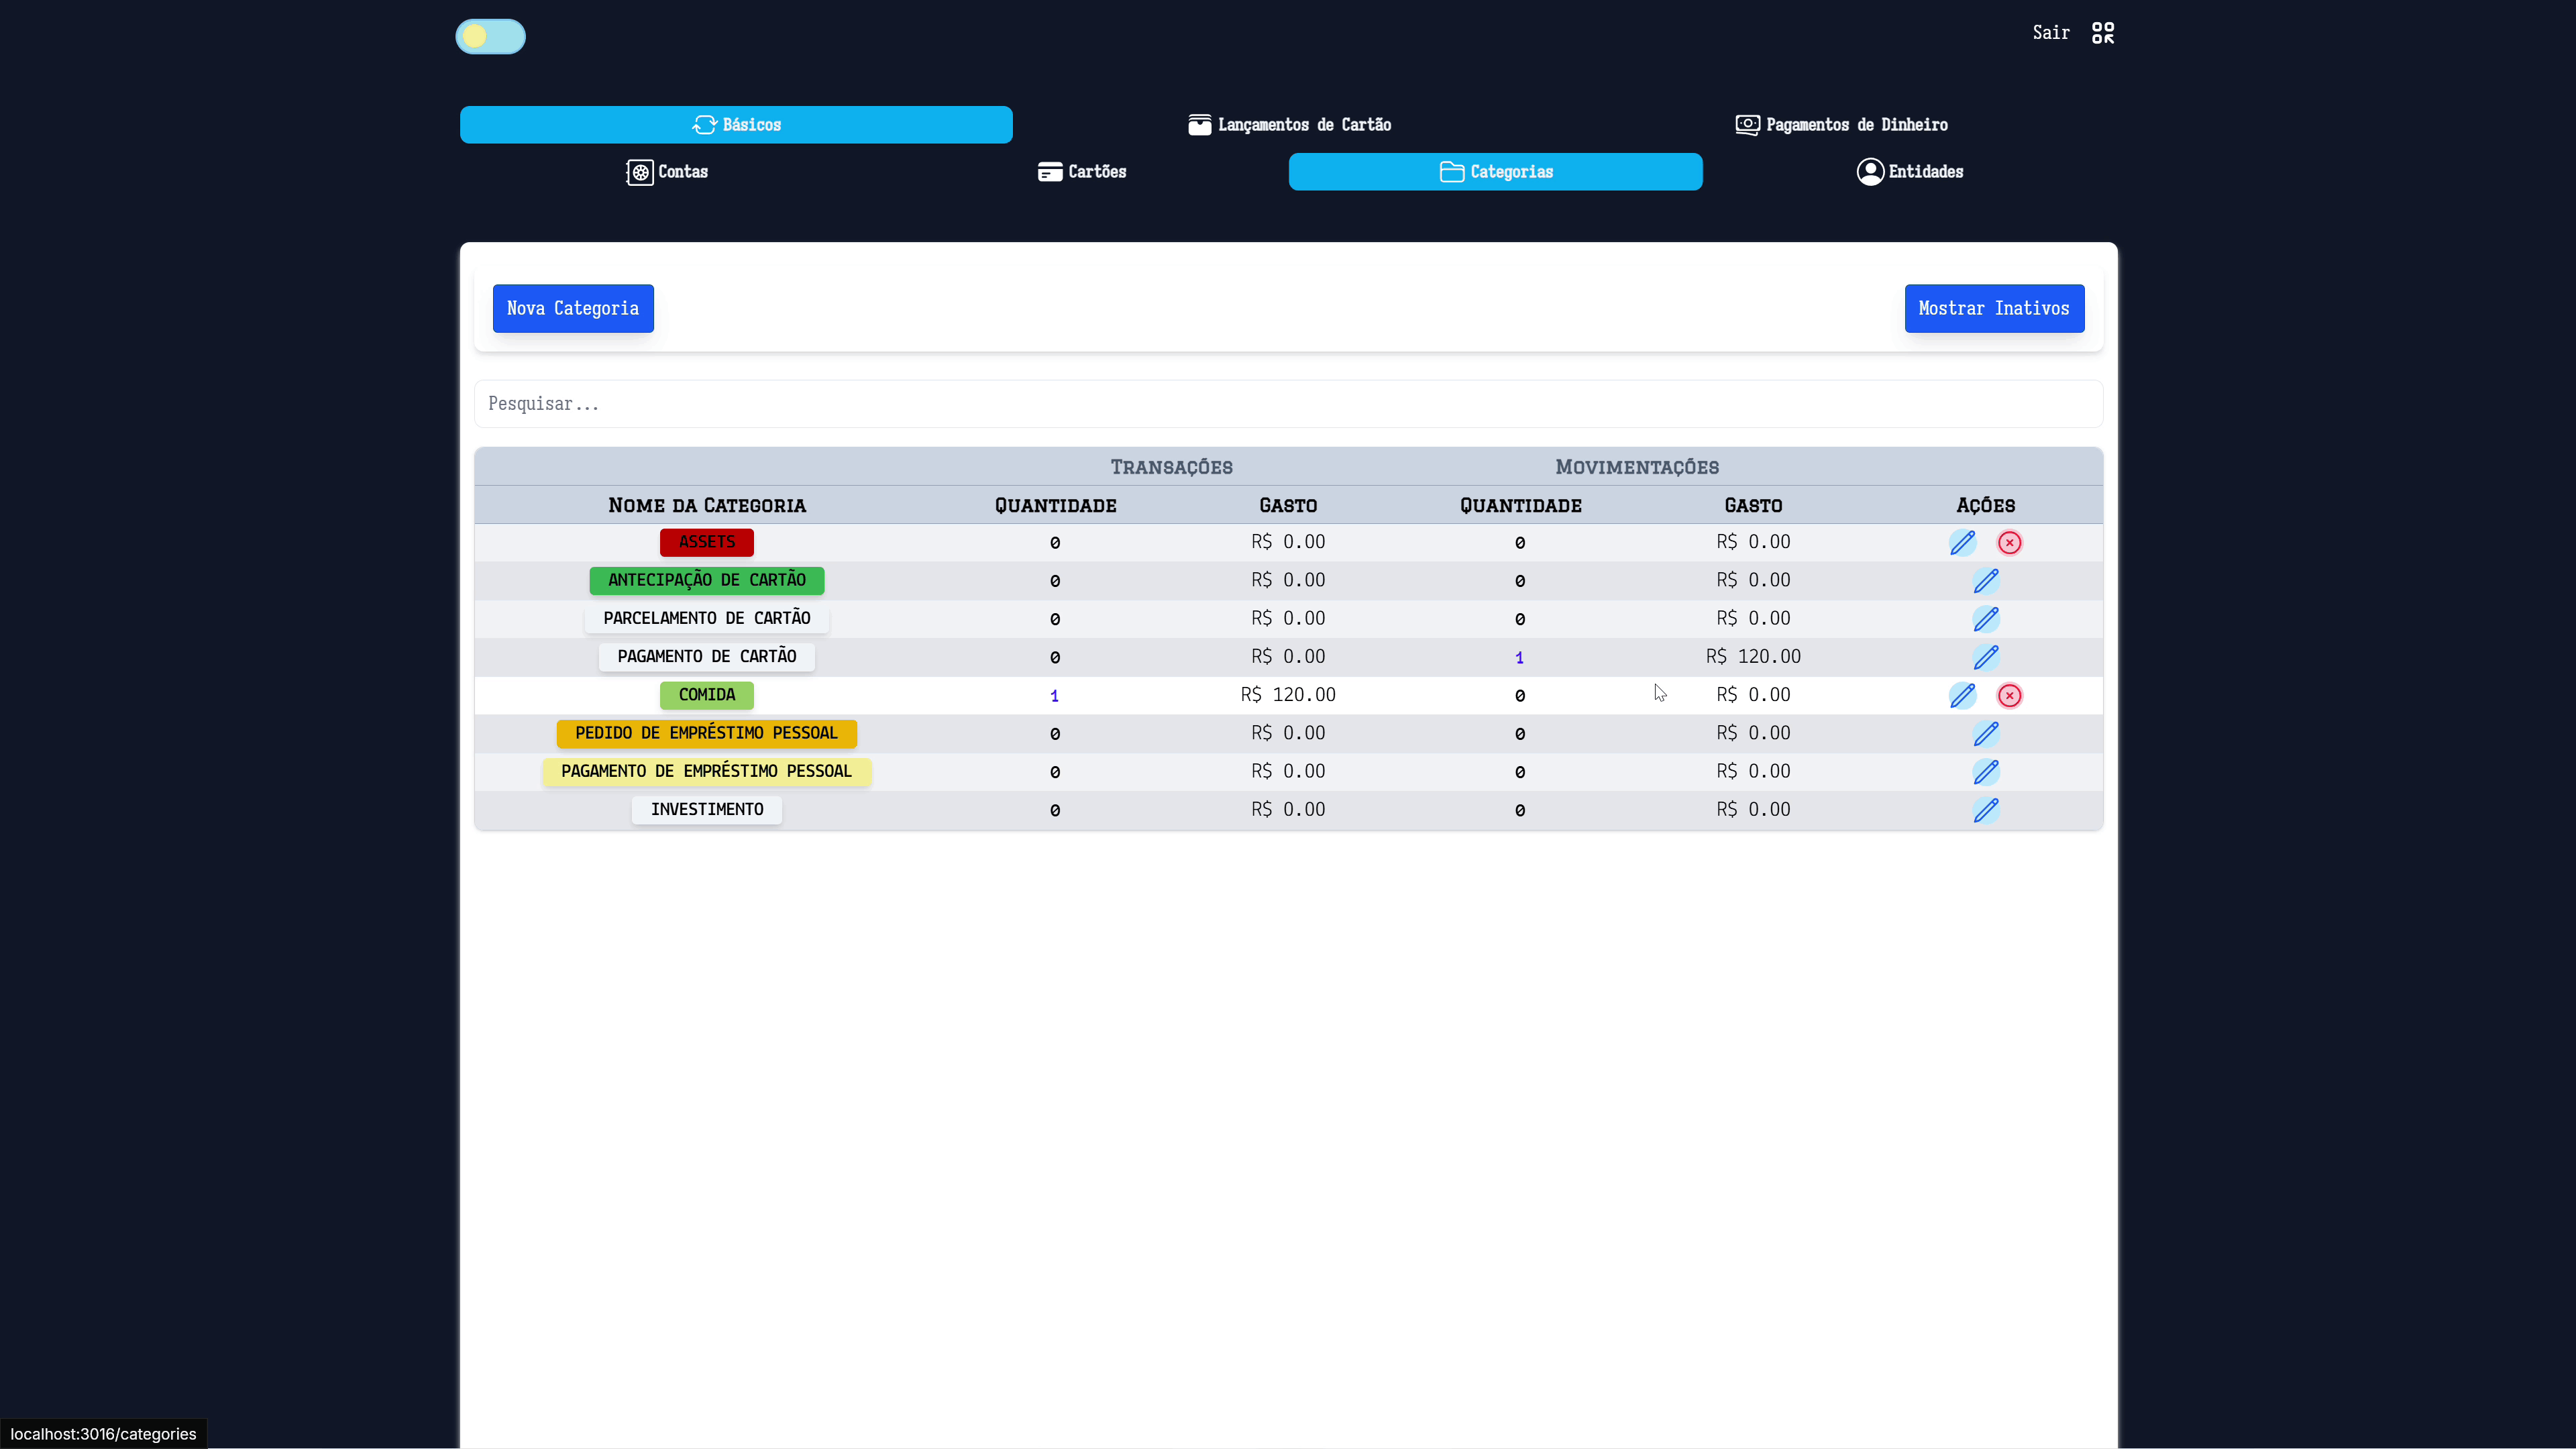 Sair
Básicos Lançamentos de Cartão Pagamentos de Dinheiro
Contas Cartões Categorias Entidades
Nova Categoria Mostrar Inativos
Pesquisar...
Transações Movimentações
Nome da Categoria Quantidade Gasto Quantidade Gasto Ações
ASSETS 0 R$ 0.00 0 R$ 0.00
ANTECIPAÇÃO DE CARTÃO 0 R$ 0.00 0 R$ 0.00
PARCELAMENTO DE CARTÃO 0 R$ 0.00 0 R$ 0.00
PAGAMENTO DE CARTÃO 0 R$ 0.00 1 R$ 120.00
COMIDA 1 R$ 120.00 0 R$ 0.00
PEDIDO DE EMPRÉSTIMO PESSOAL 0 R$ 0.00 0 R$ 0.00
PAGAMENTO DE EMPRÉSTIMO PESSOAL 0 R$ 0.00 0 R$ 0.00
INVESTIMENTO 0 R$ 0.00 0 R$ 0.00
localhost:3016/categories